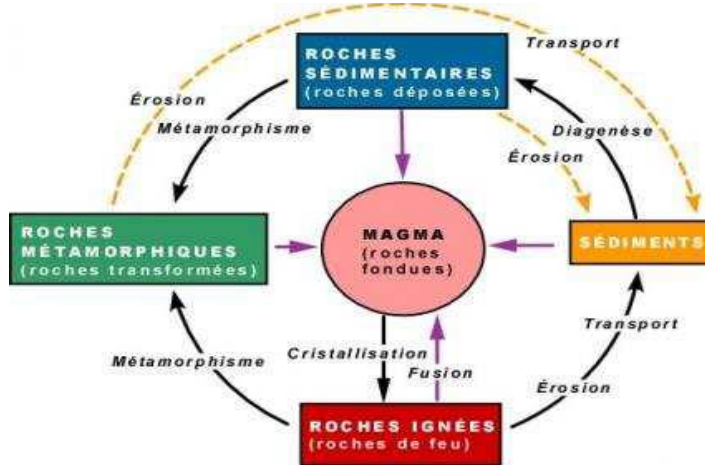 Transport
ROCHES
SÉDIMENTAIRES
(roches déposées)
Érosion
Métamorphisme
Diagenèse
Érosion
ROCHES
MÉTAMORPHIQUES
(roches transformées)
MAGMA
(roches
fondues)
SÉDIMENTS
Transport
Métamorphisme
Cristallisation
Fusion
Érosion
ROCHES IGNÉES
(roches de feu)